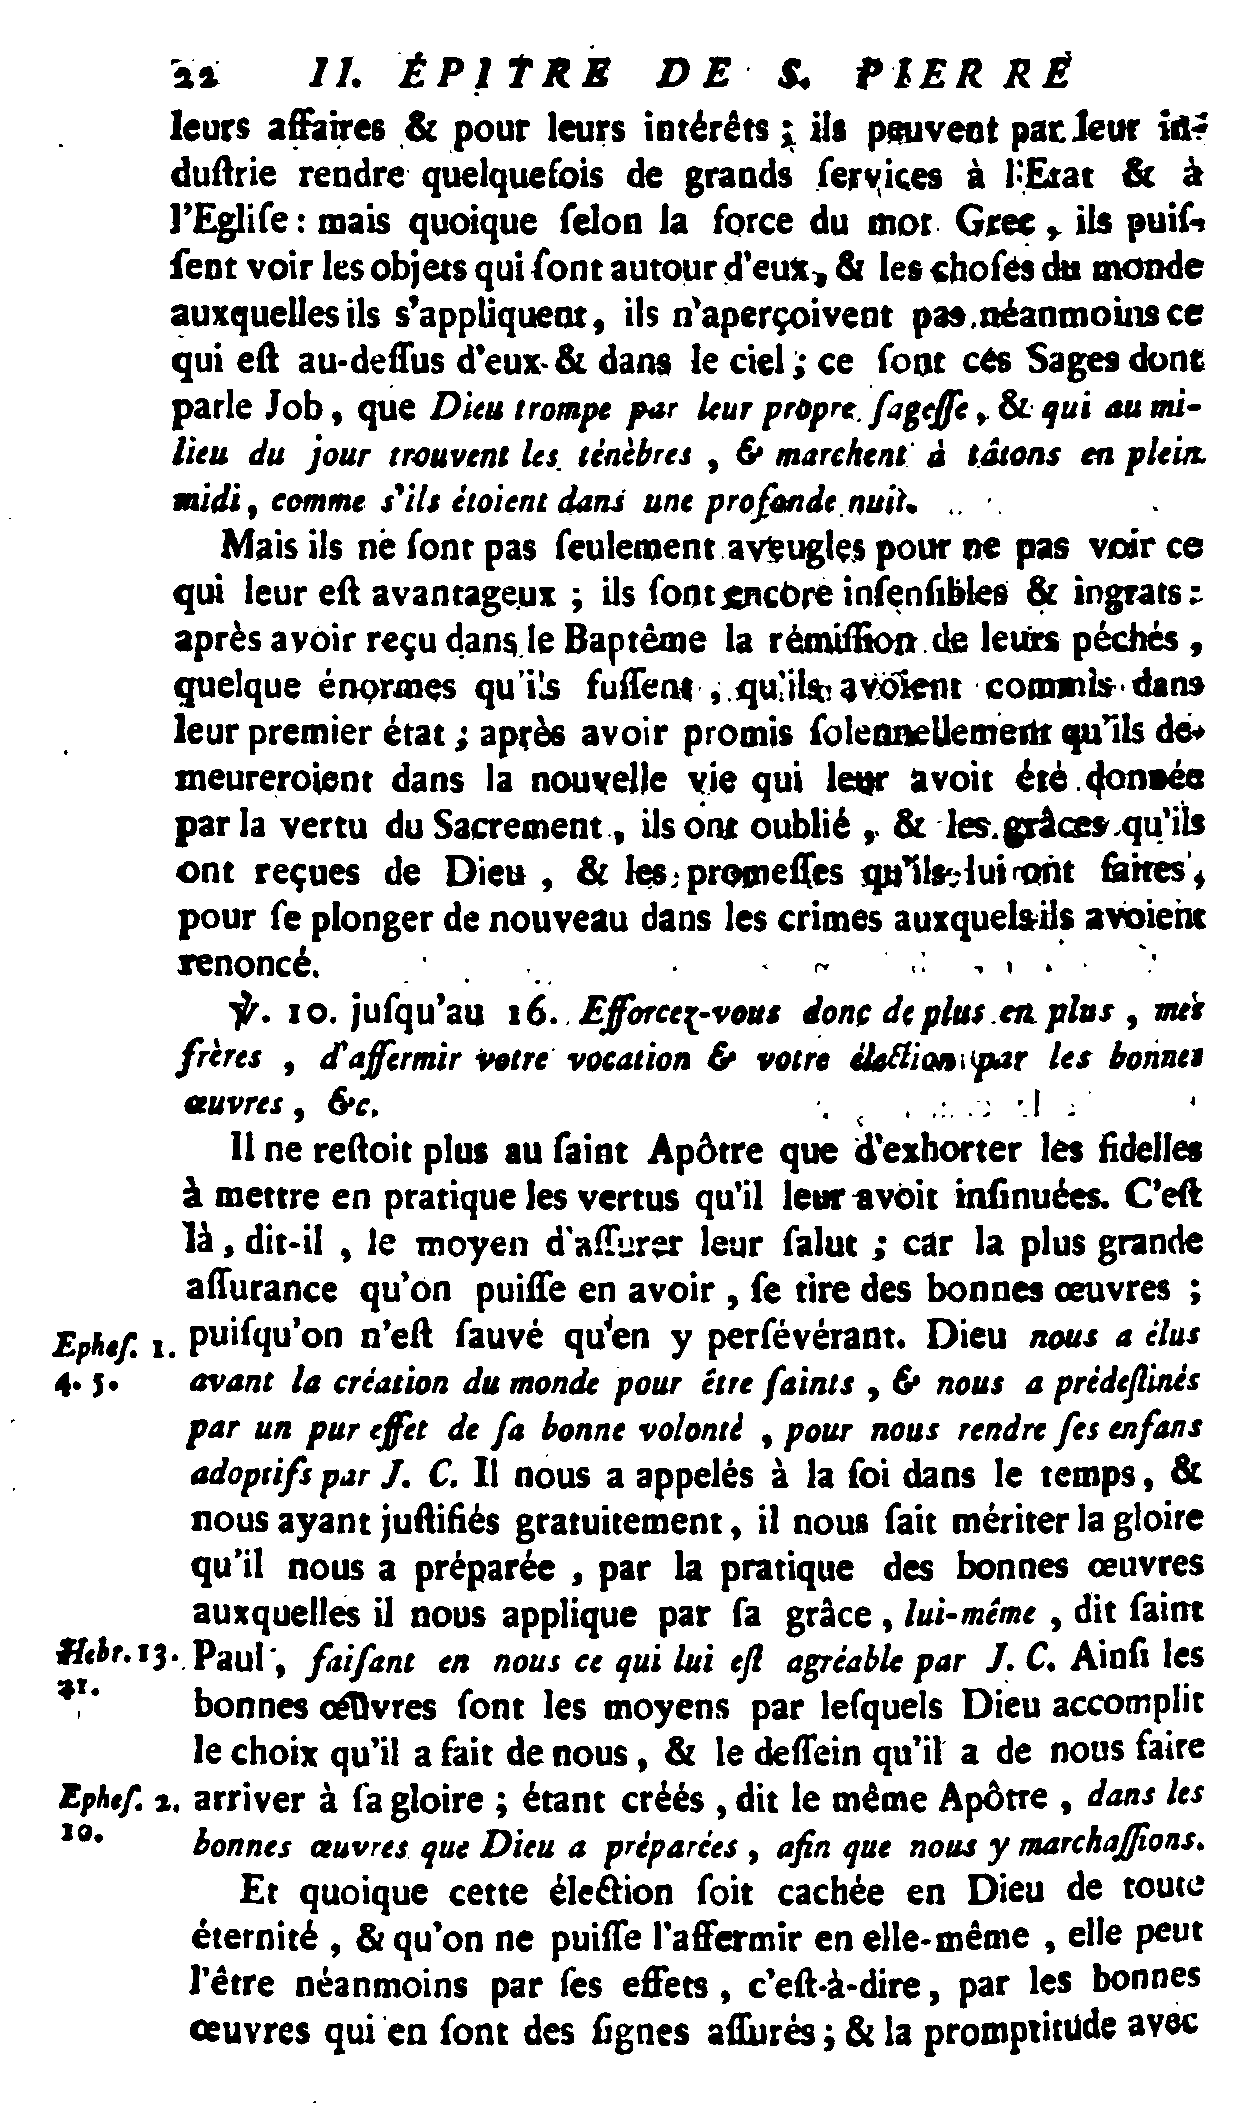 22 II. ÉPITRE DE S. PIERRE
leurs affaires & pour leurs intérêts ; ils peuvent par leur in-
duſtrie rendre quelquefois de grands ſervices à l'Etat & à
l'Egliſe : mais quoique ſelon la force du mot Grec, ils puiſ-
ſent voir les objets qui ſont autour d'eux, & les choſes du monde
auxquelles ils s'appliquent, ils n'aperçoivent pas néanmoins ce
qui eſt au-deſſus d'eux & dans le ciel ; ce ſont ces Sages dont
parle Job, que Dieu trompe par leur propre ſageſſe, & qui au mi-
lieu du jour trouvent les ténèbres, & marchent à tâtons en plein
midi, comme s'ils étoient dans une profonde nuit.
Mais ils ne ſont pas ſeulement aveugles pour ne pas voir ce
qui leur eſt avantageux ; ils ſont encore inſenſibles & ingrats :
après avoir reçu dans le Baptême la rémiſſion de leurs péchés,
quelque énormes qu'ils fuſſent, qu'ils avoient commis dans
leur premier état ; après avoir promis ſolennellement qu'ils de-
meureroient dans la nouvelle vie qui leur avoit été donnée
par la vertu du Sacrement, ils ont oublié, & les grâces qu'ils
ont reçues de Dieu, & les promeſſes qu'ils lui ont faites,
pour ſe plonger de nouveau dans les crimes auxquels ils avoient
renoncé.
℣. 10. juſqu'au 16. Efforcez-vous donc de plus en plus, mes
frères, d'affermir votre vocation & votre élection par les bonnes
œuvres, &c.
Il ne reſtoit plus au ſaint Apôtre que d'exhorter les fidelles
à mettre en pratique les vertus qu'il leur avoit inſinuées. C'eſt
là, dit-il, le moyen d'aſſurer leur ſalut ; car la plus grande
aſſurance qu'on puiſſe en avoir, ſe tire des bonnes œuvres ;
Epheſ. 1. puiſqu'on n'eſt ſauvé qu'en y perſévérant. Dieu nous a élus
4. 5. avant la création du monde pour être ſaints, & nous a prédeſtinés
par un pur effet de ſa bonne volonté, pour nous rendre ſes enfans
adoptifs par J. C. Il nous a appelés à la foi dans le temps, &
nous ayant juſtifiés gratuitement, il nous fait mériter la gloire
qu'il nous a préparée, par la pratique des bonnes œuvres
auxquelles il nous applique par ſa grâce, lui-même, dit ſaint
Hebr. 13. Paul, faiſant en nous ce qui lui eſt agréable par J. C. Ainſi les
21. bonnes œuvres ſont les moyens par leſquels Dieu accomplit
le choix qu'il a fait de nous, & le deſſein qu'il a de nous faire
Epheſ. 2. arriver à ſa gloire ; étant créés, dit le même Apôtre, dans les
10. bonnes œuvres que Dieu a préparées, afin que nous y marchaſſions.
Et quoique cette élection ſoit cachée en Dieu de toute
éternité, & qu'on ne puiſſe l'affermir en elle-même, elle peut
l'être néanmoins par ſes effets, c'eſt-à-dire, par les bonnes
œuvres qui en ſont des ſignes aſſurés ; & la promptitude avec